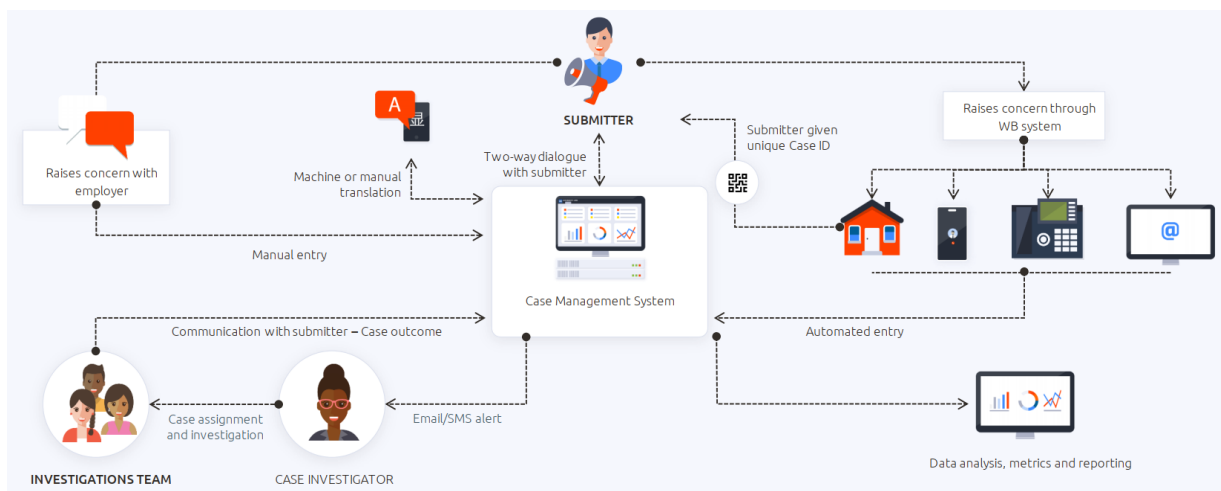 SUBMITTER
A
Raises concern with
employer
Machine or manual
translation
Two-way dialogue
with submitter
Submitter given
unique Case ID
Raises concern through
WB system
@
Manual entry
Case Management System
Communication with submitter – Case outcome
Automated entry
Case assignment
and investigation
Email/SMS alert
INVESTIGATIONS TEAM
CASE INVESTIGATOR
Data analysis, metrics and reporting